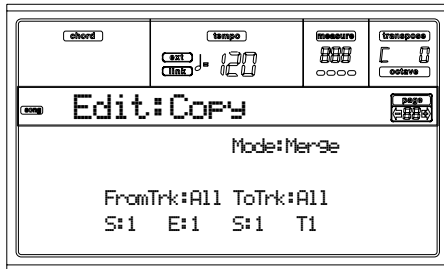 chord tempo measure transpose
ext link ♩= 120 888 C 0
octave
song Edit:Copy page
88
Mode:Merge
FromTrk:All ToTrk:All
S:1 E:1 S:1 T1